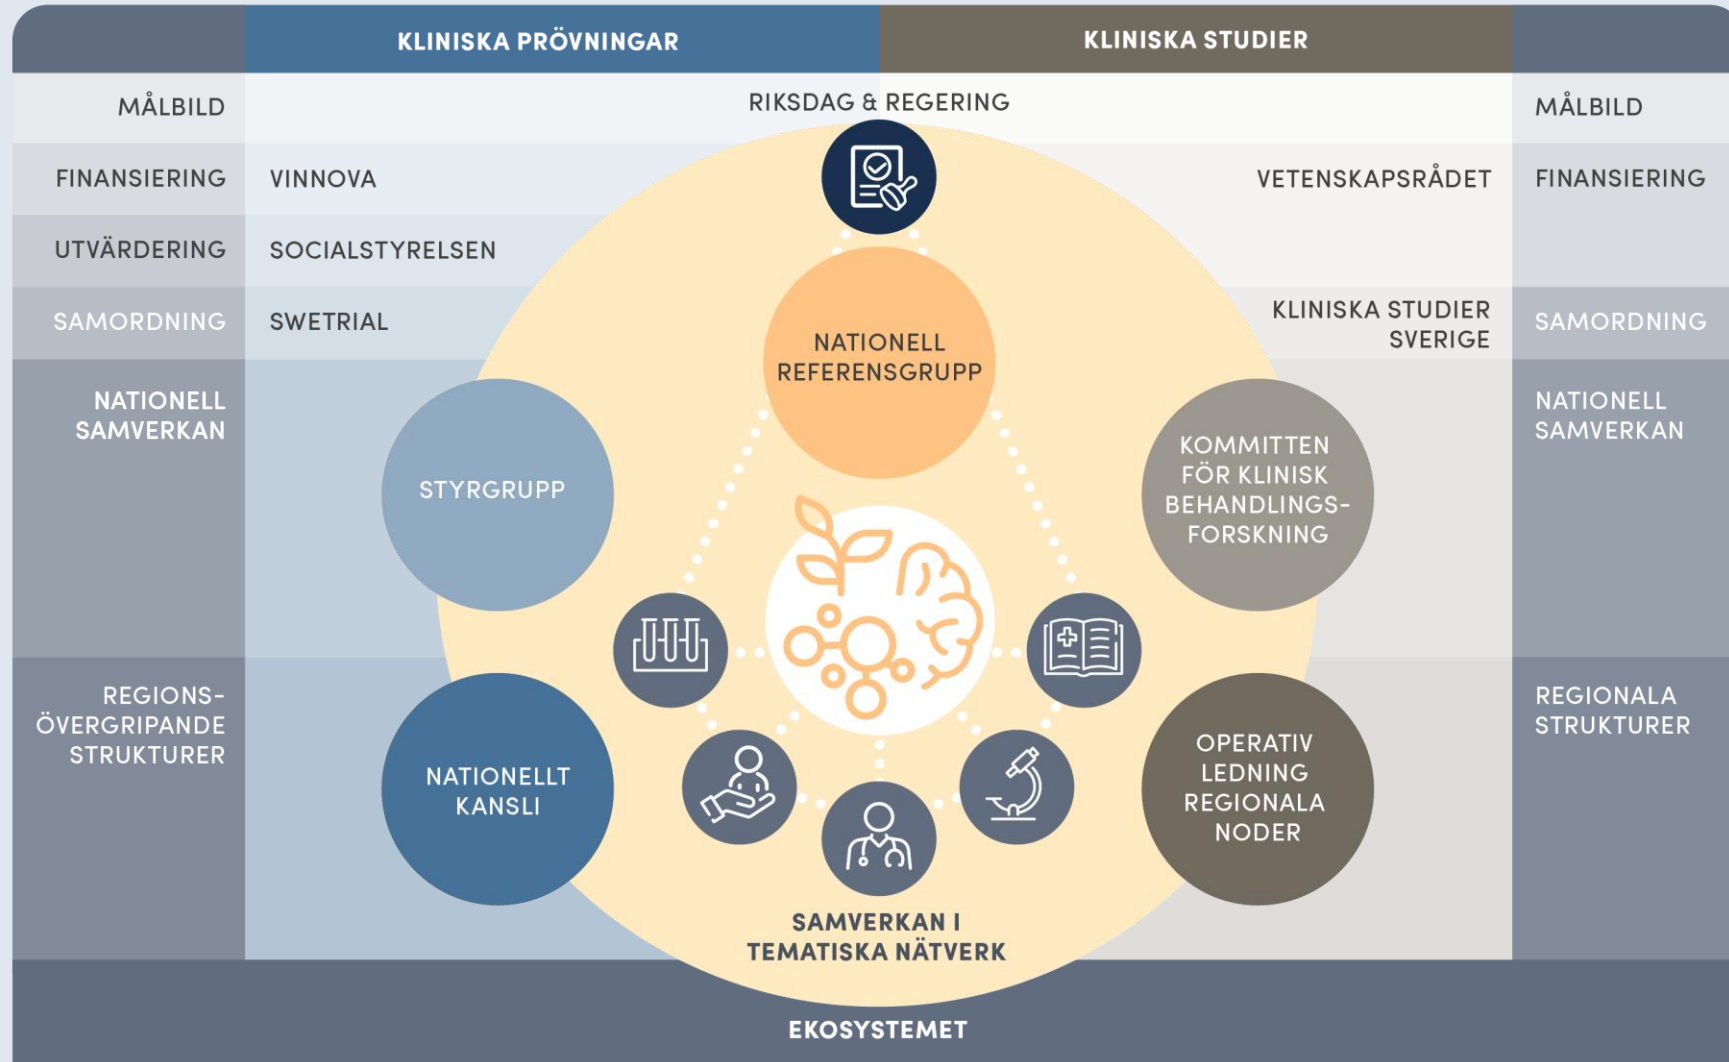 KLINISKA PRÖVNINGAR
KLINISKA STUDIER
MÅLBILD
RIKSDAG & REGERING
MÅLBILD
FINANSIERING
VINNOVA
VETENSKAPSRÅDET
FINANSIERING
UTVÄRDERING
SOCIALSTYRELSEN
SAMORDNING
SWETRIAL
KLINISKA STUDIER
SVERIGE
SAMORDNING
NATIONELL
REFERENSGRUPP
NATIONELL
SAMVERKAN
STYRGRUPP
KOMMITTEN
FÖR KLINISK
BEHANDLINGS-
FORSKNING
NATIONELL
SAMVERKAN
REGIONS-
ÖVERGRIPANDE
STRUKTURER
NATIONELLT
KANSLI
OPERATIV
LEDNING
REGIONALA
NODER
REGIONALA
STRUKTURER
SAMVERKAN I
TEMATISKA NÄTVERK
EKOSYSTEMET